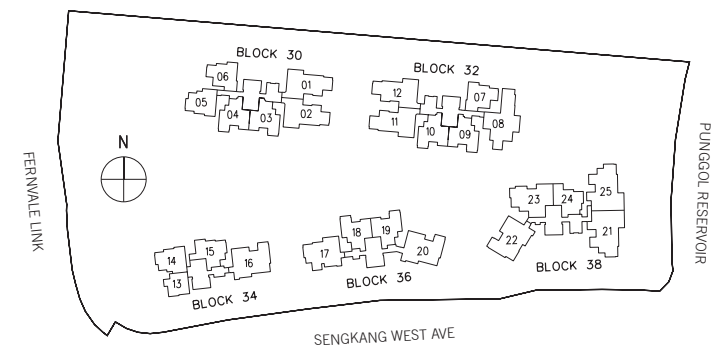 BLOCK 30
06
01
05
04
03
02
BLOCK 32
12
07
11
10
09
08
N
FERNVALE LINK
PUNGGOL RESERVOIR
25
23
24
22
21
BLOCK 38
18
19
17
20
BLOCK 36
15
14
16
13
BLOCK 34
SENGKANG WEST AVE